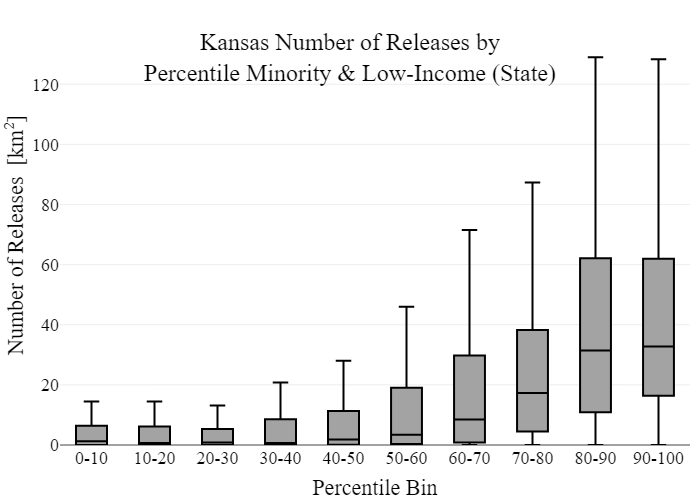 Kansas Number of Releases by
Percentile Minority & Low-Income (State)
Number of Releases [km²]
120
100
80
60
40
20
0
0-10 10-20 20-30 30-40 40-50 50-60 60-70 70-80 80-90 90-100
Percentile Bin